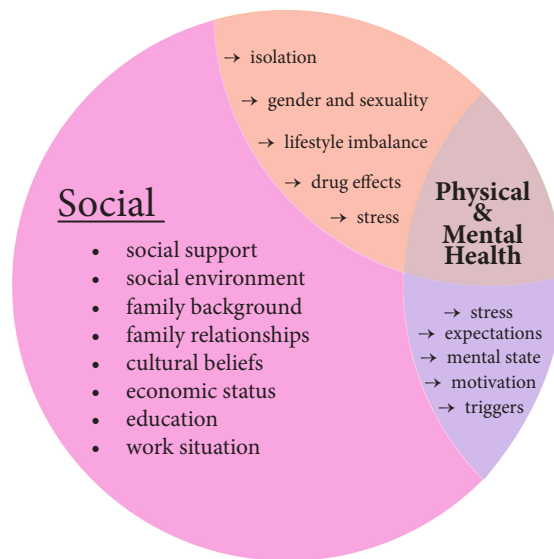 → isolation
→ gender and sexuality
→ lifestyle imbalance
→ drug effects
→ stress
Physical
&
Mental
Health
Social
• social support
• social environment
• family background
• family relationships
• cultural beliefs
• economic status
• education
• work situation
→ stress
→ expectations
→ mental state
→ motivation
→ triggers